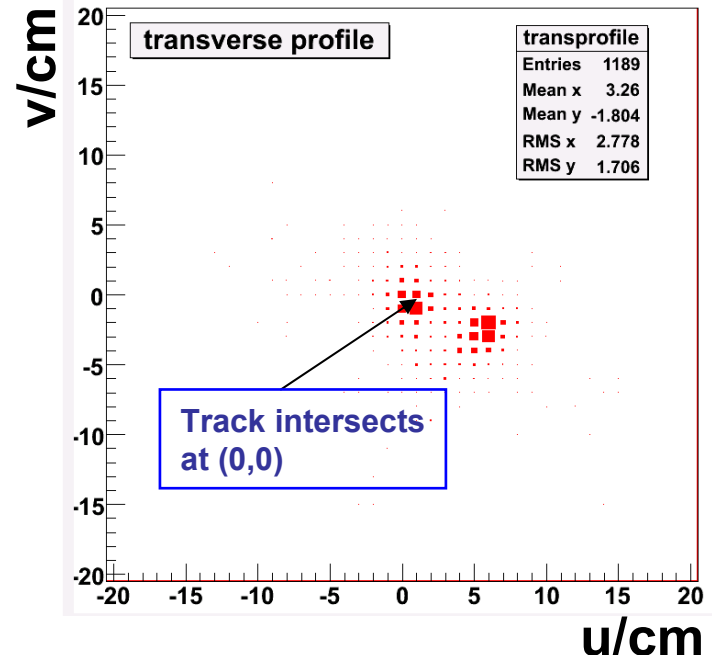 v/cm
transverse profile
transprofile
Entries 1189
Mean x 3.26
Mean y -1.804
RMS x 2.778
RMS y 1.706
20
15
10
5
0
-5
-10
-15
-20
Track intersects
at (0,0)
-20 -15 -10 -5 0 5 10 15 20
u/cm